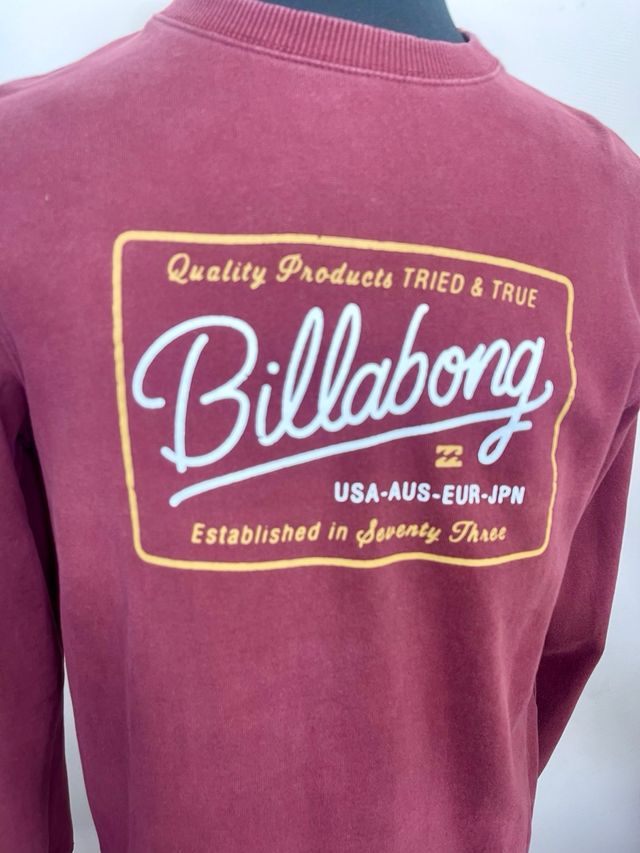 Quality Products TRIED & TRUE
Billabong
USA-AUS-EUR-JPN
Established in Seventy Three